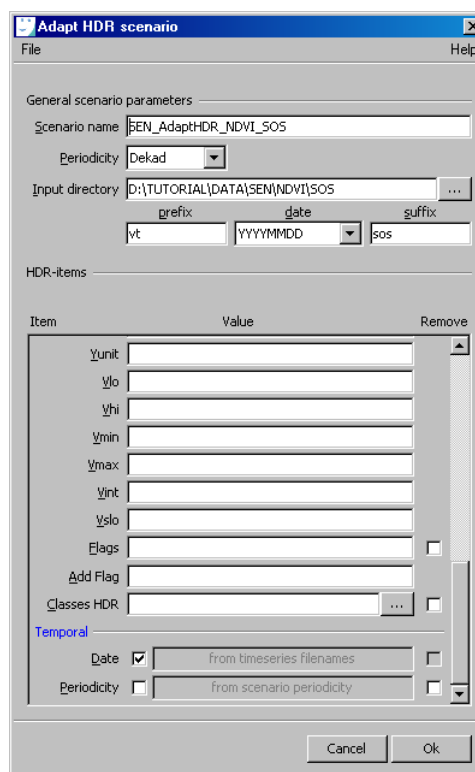 Adapt HDR scenario
File Help
General scenario parameters
Scenario name SEN_AdaptHDR_NDVI_SOS
Periodicity Dekad
Input directory D:\TUTORIAL\DATA\SEN\NDVI\SOS ...
prefix date suffix
vt YYYYMMDD sos
HDR-items
Item Value Remove
Yunit
Vlo
Vhi
Vmin
Vmax
Vint
Vslo
Flags
Add Flag
Classes HDR ...
Temporal
Date from timeseries filenames
Periodicity from scenario periodicity
Cancel Ok